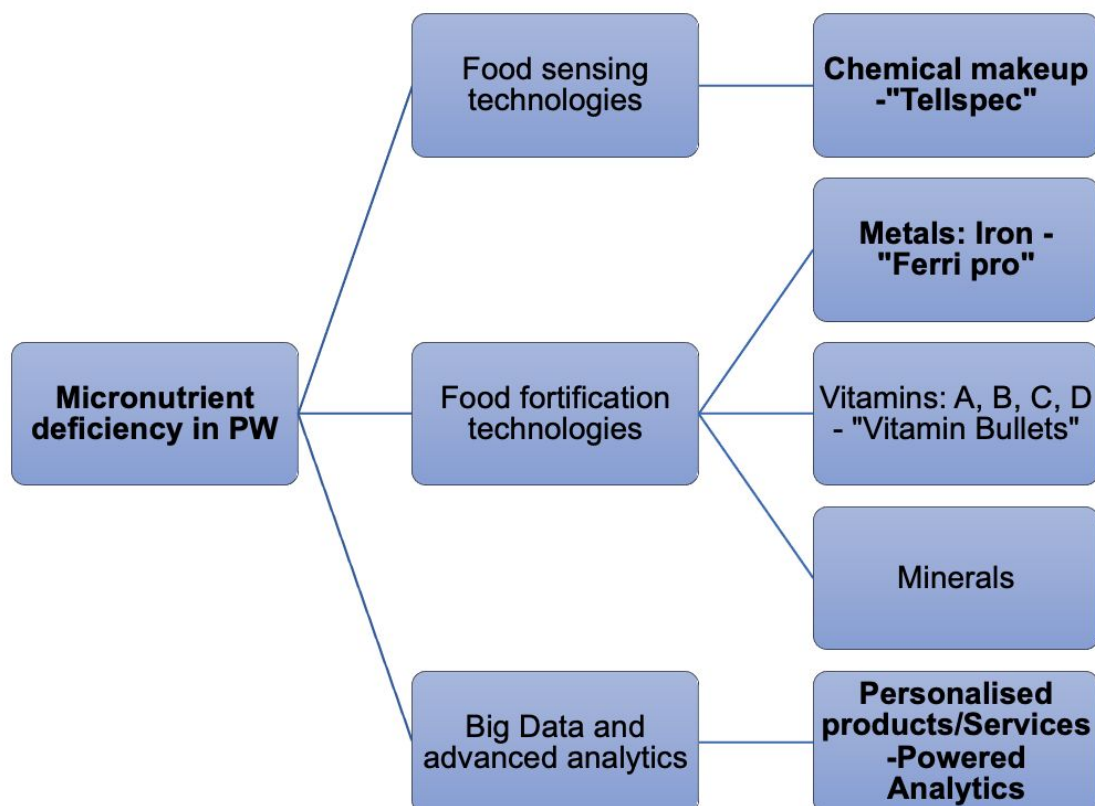 Food sensing
technologies
Chemical makeup
-"Tellspec"
Metals: Iron -
"Ferri pro"
Micronutrient
deficiency in PW
Food fortification
technologies
Vitamins: A, B, C, D
- "Vitamin Bullets"
Minerals
Big Data and
advanced analytics
Personalised
products/Services
-Powered
Analytics